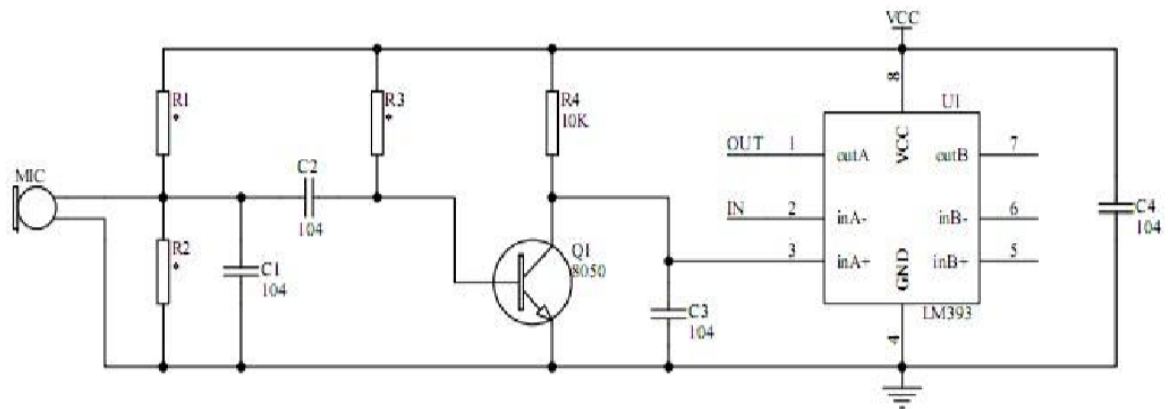 VCC
R1
*
R3
*
R4
10K
8
U1
OUT
1
outA
VCC
outB
7
MIC
C2
104
IN
2
inA-
inB-
6
C4
104
R2
*
C1
104
Q1
8050
3
inA+
GND
inB+
5
C3
104
LM393
4